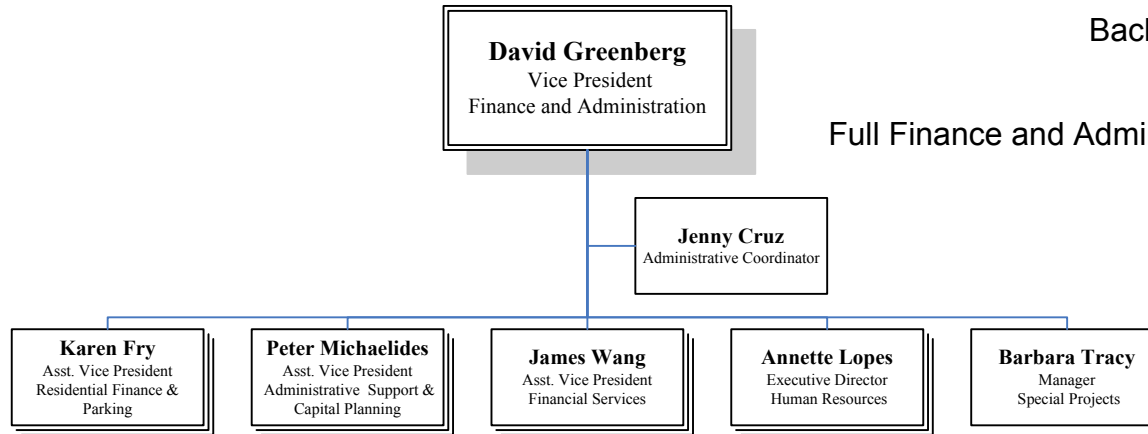 Full Finance and
David Greenberg
Vice President
Finance and Administration
Jenny Cruz
Administrative Coordinator
Karen Fry
Asst. Vice President
Residential Finance &
Parking
Peter Michaelides
Asst. Vice President
Administrative Support &
Capital Planning
James Wang
Asst. Vice President
Financial Services
Annette Lopes
Executive Director
Human Resources
Barbara Tracy
Manager
Special Projects